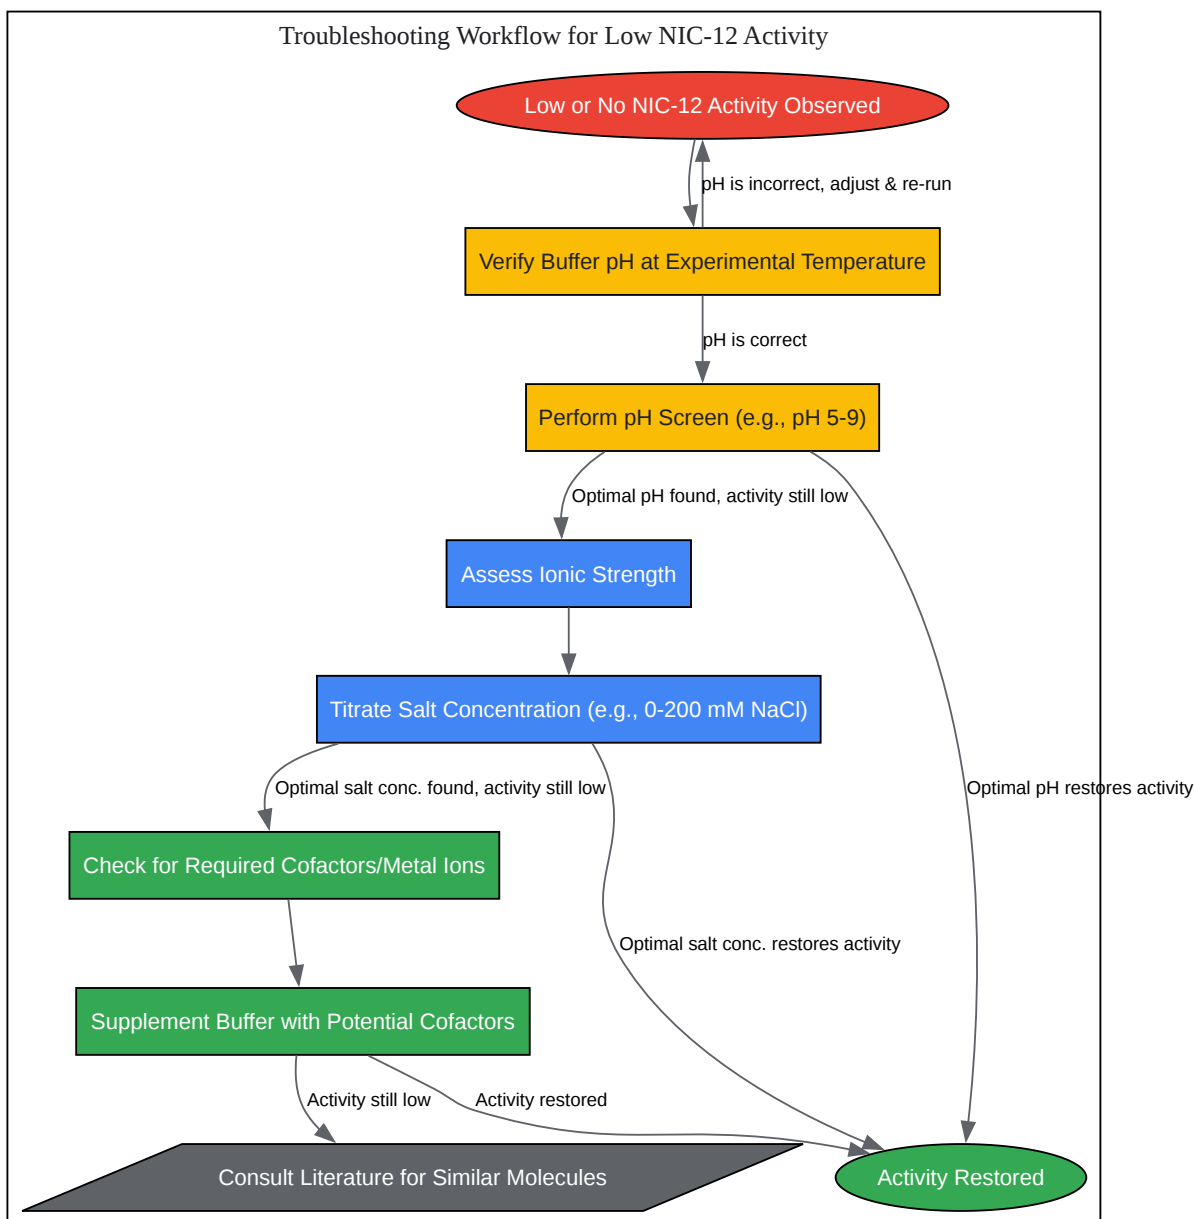 Troubleshooting Workflow for Low NIC-12 Activity
Low or No NIC-12 Activity Observed
pH is incorrect, adjust & re-run
Verify Buffer pH at Experimental Temperature
pH is correct
Perform pH Screen (e.g., pH 5-9)
Optimal pH found, activity still low
Assess Ionic Strength
Titrate Salt Concentration (e.g., 0-200 mM NaCl)
Optimal salt conc. found, activity still low
Optimal pH restores activity
Check for Required Cofactors/Metal Ions
Optimal salt conc. restores activity
Supplement Buffer with Potential Cofactors
Activity still low
Activity restored
Consult Literature for Similar Molecules
Activity Restored